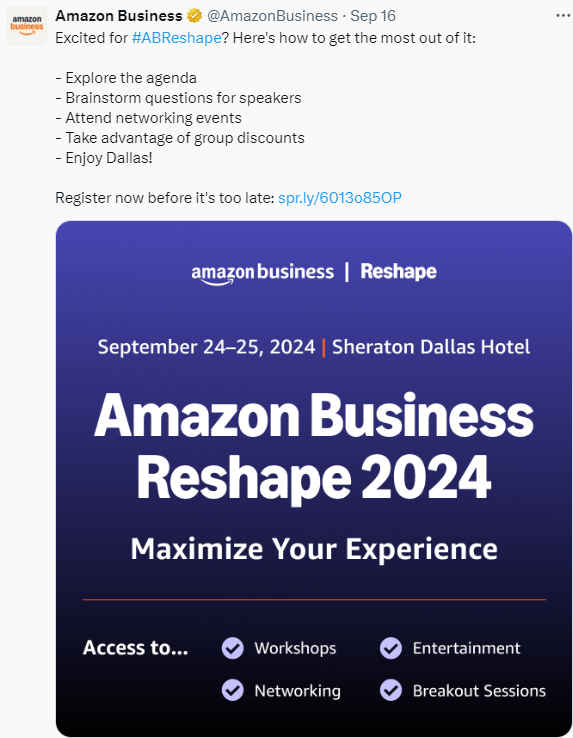 Amazon Business @AmazonBusiness · Sep 16
amazon
business
Excited for #ABReshape? Here's how to get the most out of it:
- Explore the agenda
- Brainstorm questions for speakers
- Attend networking events
- Take advantage of group discounts
- Enjoy Dallas!
Register now before it's too late: spr.ly/6013o85OP
amazon business | Reshape
September 24–25, 2024 | Sheraton Dallas Hotel
Amazon Business
Reshape 2024
Maximize Your Experience
Access to... Workshops Entertainment
Networking Breakout Sessions